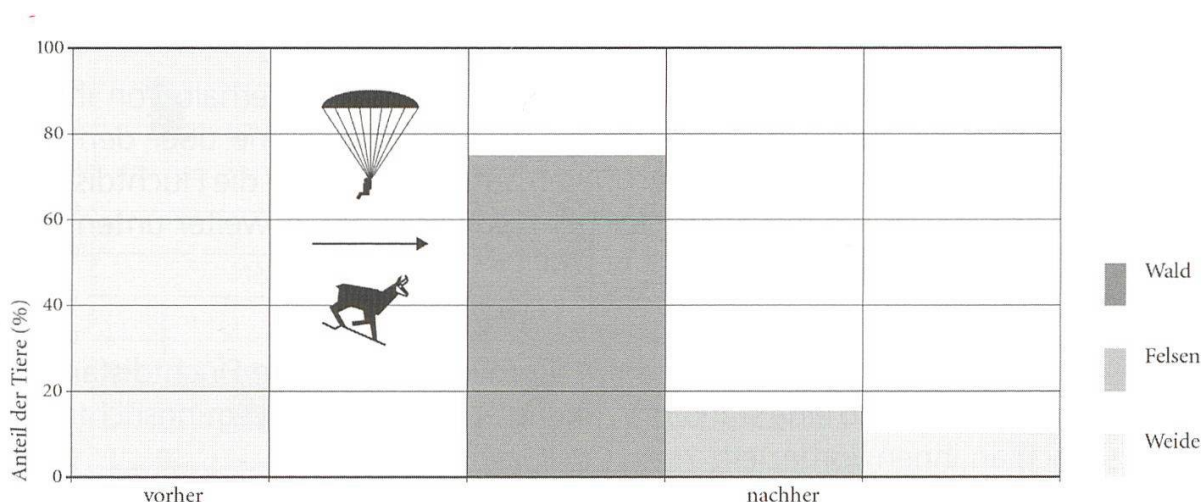 100
80
60
40
20
0
Anteil der Tiere (%)
vorher
nachher
Wald
Felsen
Weide